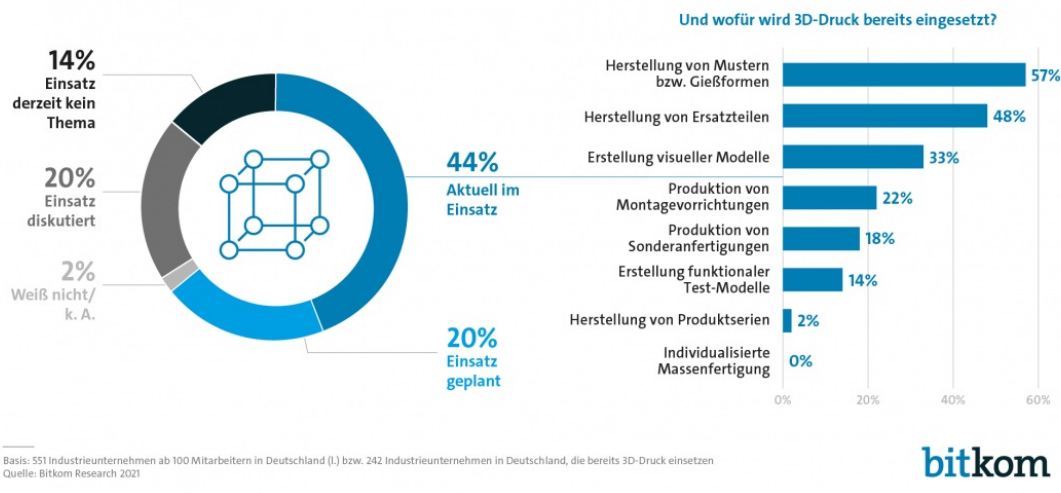 14%
Einsatz
derzeit kein
Thema
20%
Einsatz
diskutiert
2%
Weiß nicht/
k. A.
44%
Aktuell im
Einsatz
20%
Einsatz
geplant
Und wofür wird 3D-Druck bereits eingesetzt?
Herstellung von Mustern
bzw. Gießformen
57%
Herstellung von Ersatzteilen
48%
Erstellung visueller Modelle
33%
Produktion von
Montagevorrichtungen
22%
Produktion von
Sonderanfertigungen
18%
Erstellung funktionaler
Test-Modelle
14%
Herstellung von Produktserien
2%
Individualisierte
Massenfertigung
0%
0% 20% 40% 60%
Basis: 551 Industrieunternehmen ab 100 Mitarbeitern in Deutschland (l.) bzw. 242 Industrieunternehmen in Deutschland, die bereits 3D-Druck einsetzen
Quelle: Bitkom Research 2021
bitkom